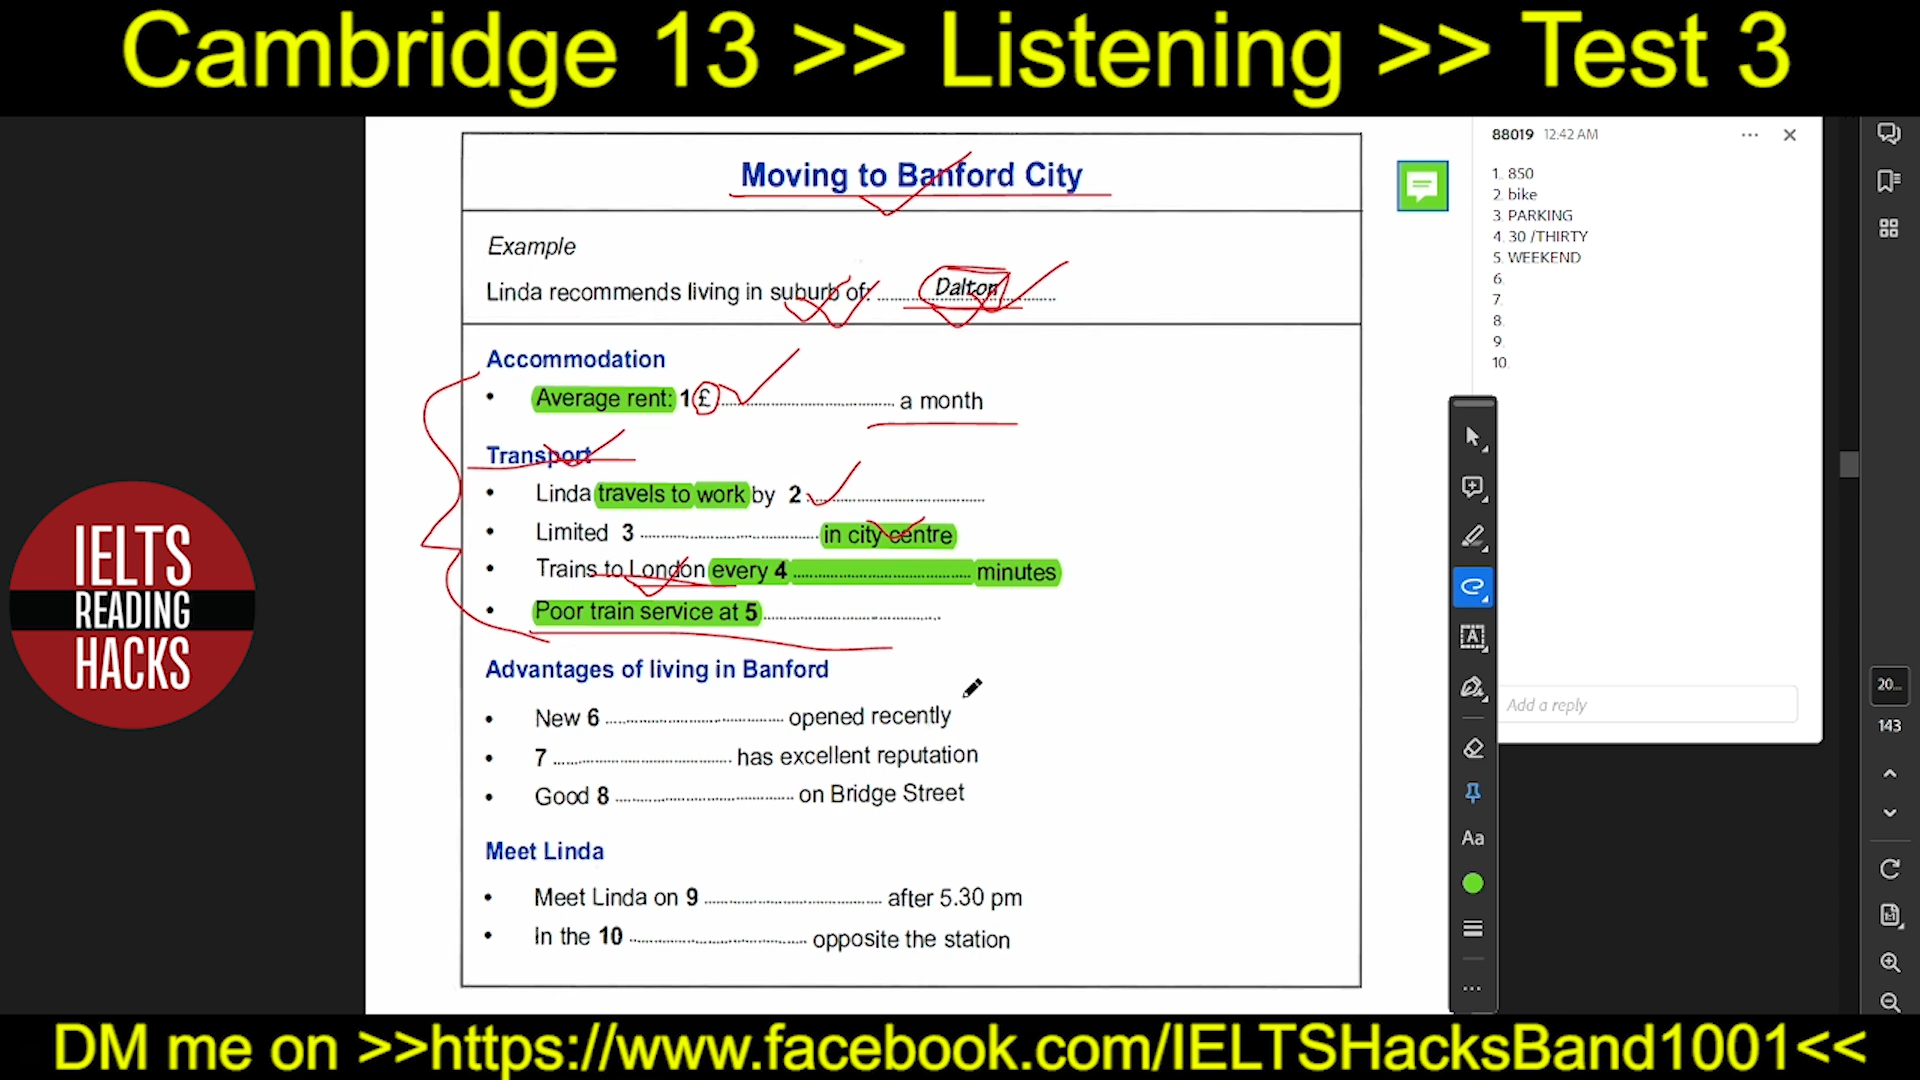 Cambridge 13 >> Listening >> Test 3
Moving to Banford City
Example
Linda recommends living in suburb of: .................. Dalton ..........
Accommodation
• Average rent: 1 £ .................................. a month
Transport
• Linda travels to work by 2 ..................................
• Limited 3 .................................. in city centre
• Trains to London every 4 .................................. minutes
• Poor train service at 5 ..................................
Advantages of living in Banford
• New 6 .................................. opened recently
• 7 .................................. has excellent reputation
• Good 8 .................................. on Bridge Street
Meet Linda
• Meet Linda on 9 .................................. after 5.30 pm
• In the 10 .................................. opposite the station
88019 12:42 AM
1. 850
2. bike
3. PARKING
4. 30 /THIRTY
5. WEEKEND
6.
7.
8.
9.
10.
Add a reply
Aa
20...
143
IELTS
READING
HACKS
DM me on >>https://www.facebook.com/IELTSHacksBand1001<<